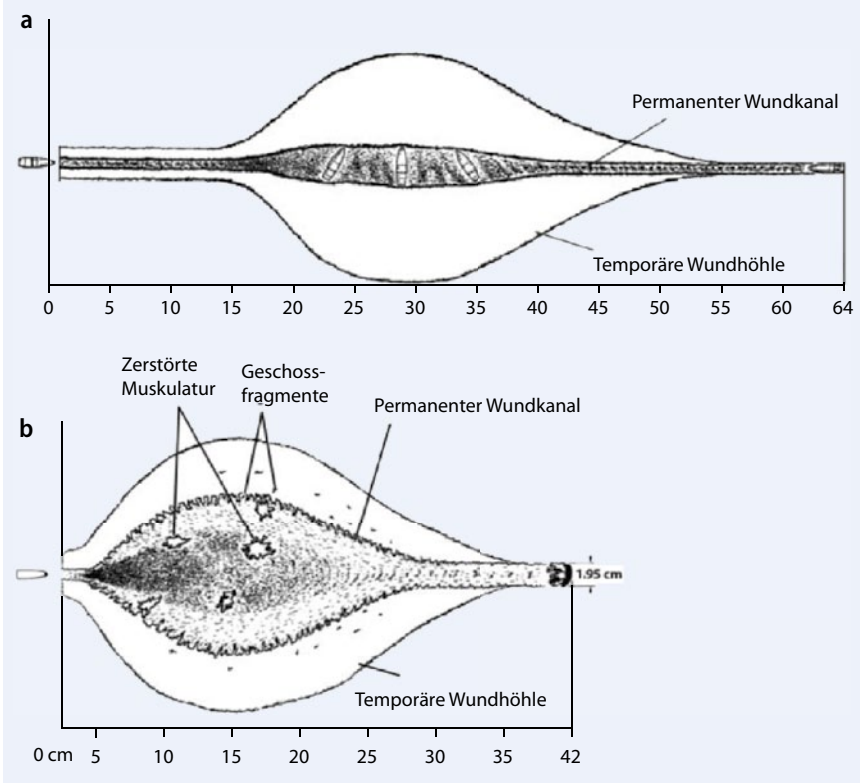 a
Permanenter Wundkanal
Temporäre Wundhöhle
0 5 10 15 20 25 30 35 40 45 50 55 60 64
Zerstörte
Muskulatur
Geschoss-
fragmente
Permanenter Wundkanal
b
1.95 cm
Temporäre Wundhöhle
0 cm 5 10 15 20 25 30 35 42